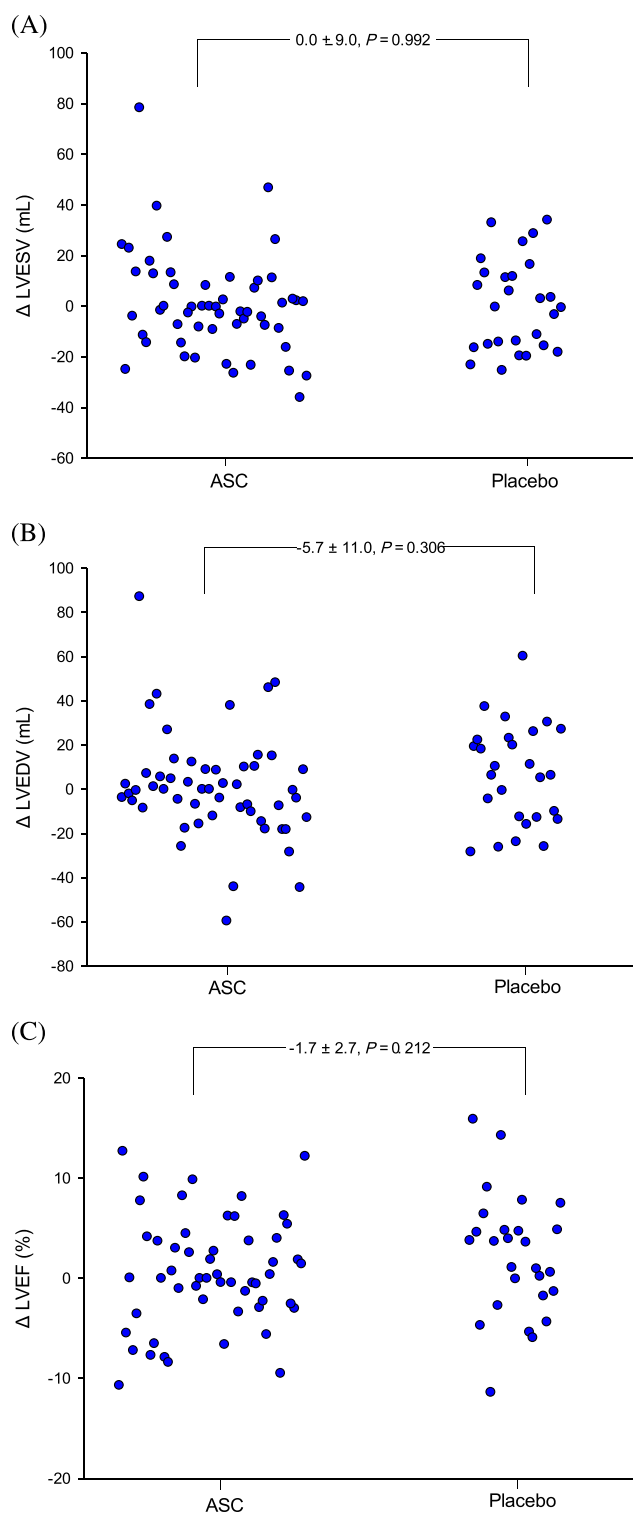 (A)
0.0 ± 9.0, P = 0.992
100
80
60
40
20
0
-20
-40
-60
Δ LVESV (mL)
ASC Placebo
(B)
-5.7 ± 11.0, P = 0.306
100
80
60
40
20
0
-20
-40
-60
-80
Δ LVEDV (mL)
ASC Placebo
(C)
-1.7 ± 2.7, P = 0.212
20
10
0
-10
-20
Δ LVEF (%)
ASC Placebo